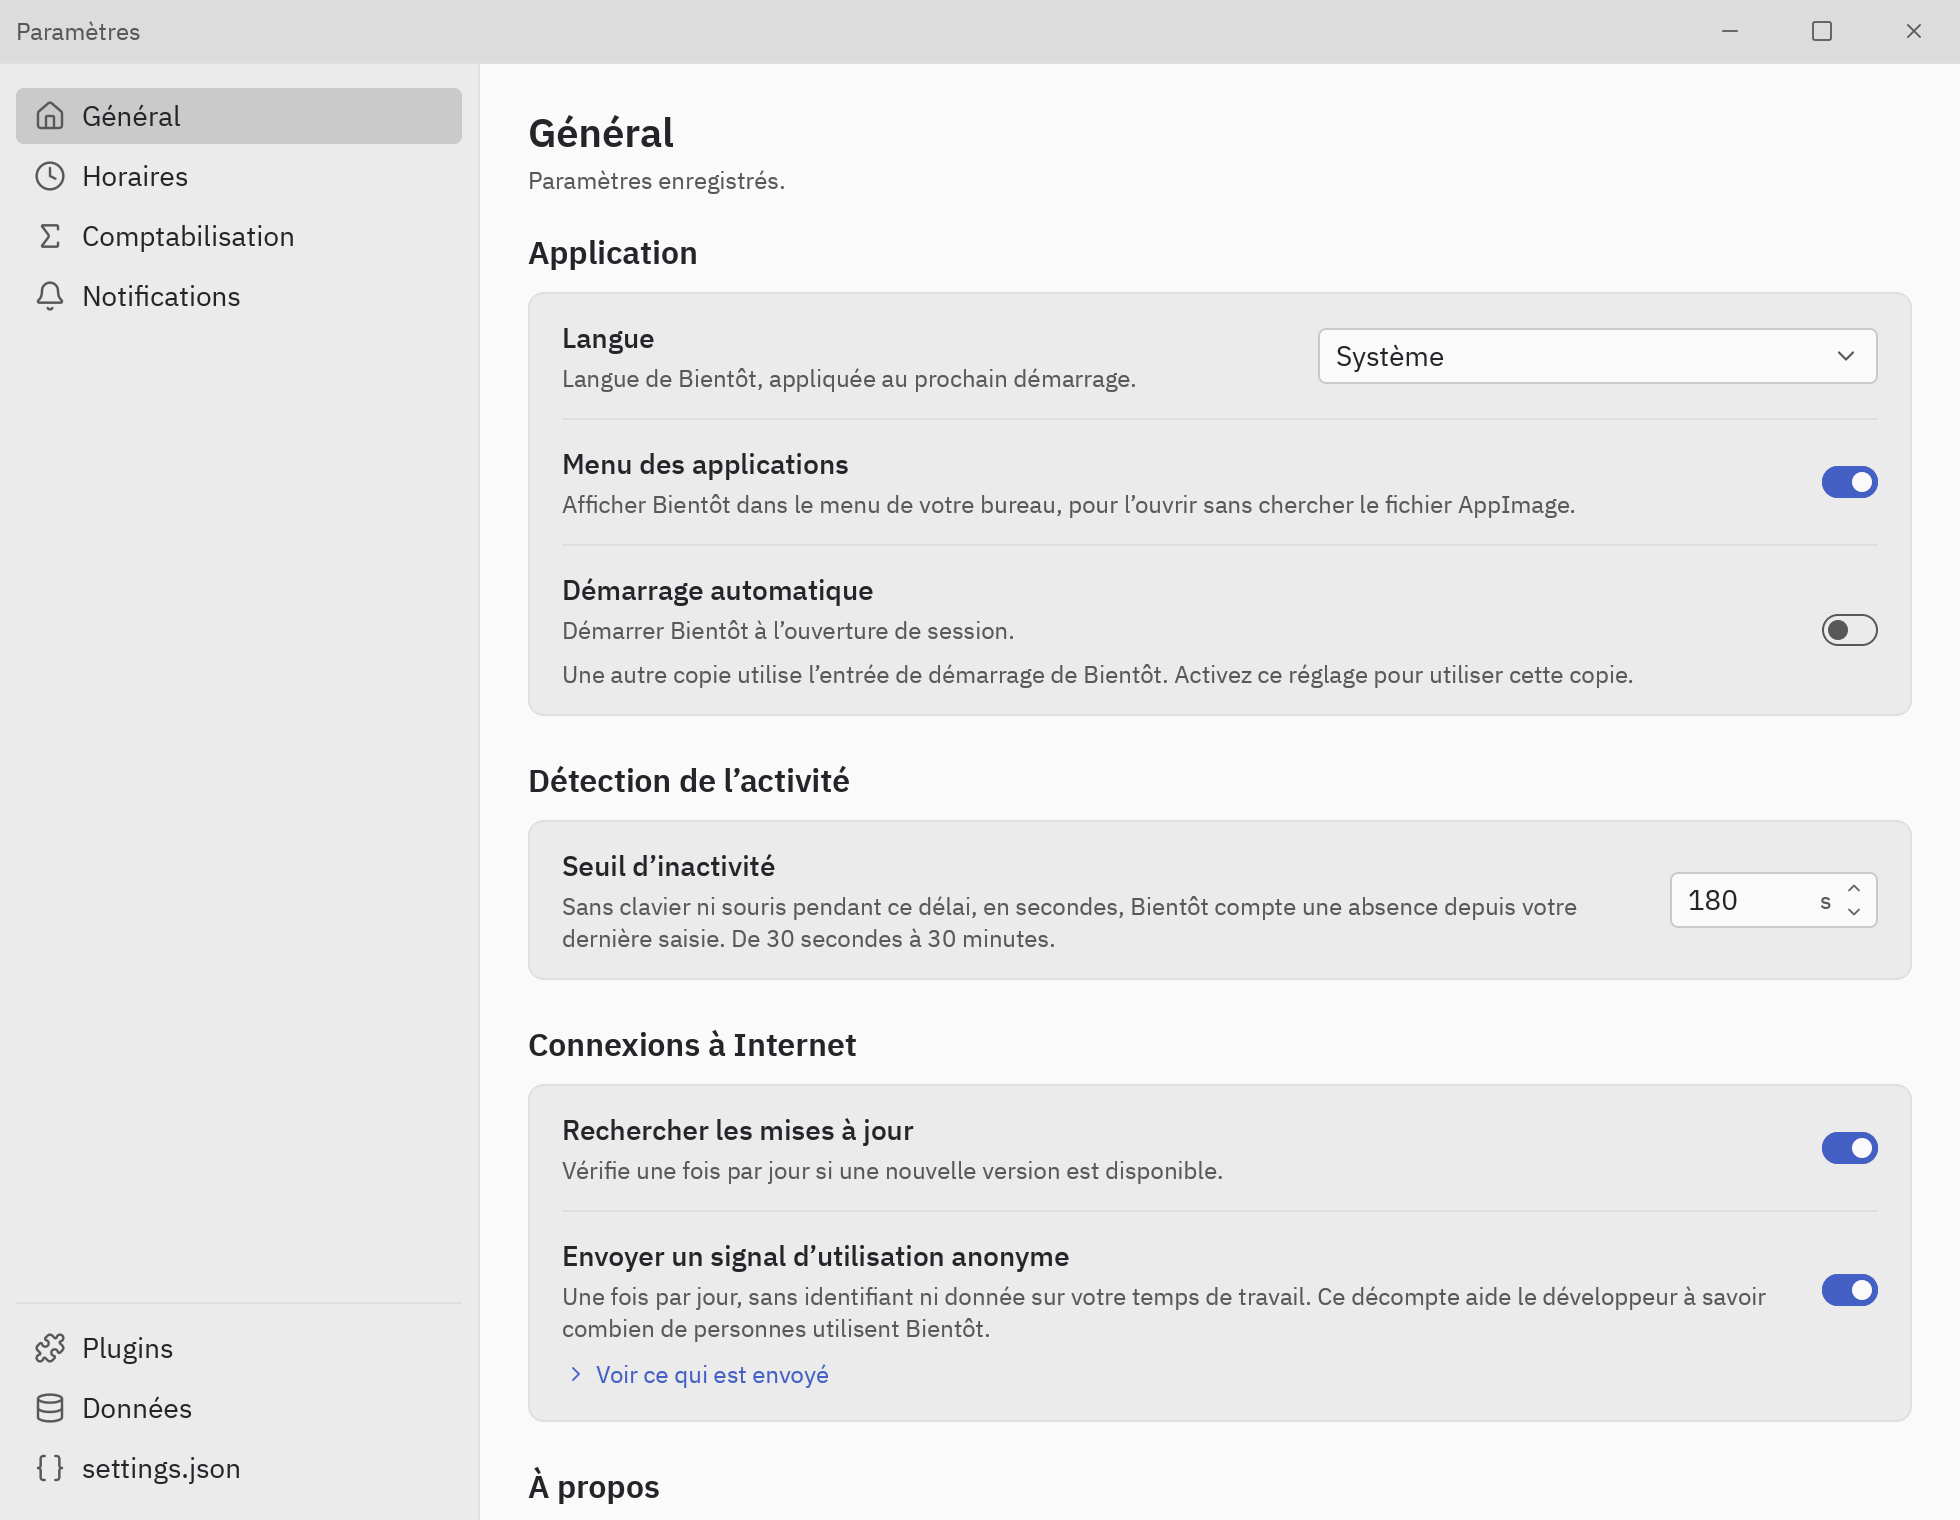 Paramètres
Général
Horaires
Comptabilisation
Notifications
Plugins
Données
settings.json
Général
Paramètres enregistrés.
Application
Langue
Langue de Bientôt, appliquée au prochain démarrage.
Système
Menu des applications
Afficher Bientôt dans le menu de votre bureau, pour l’ouvrir sans chercher le fichier AppImage.
Démarrage automatique
Démarrer Bientôt à l’ouverture de session.
Une autre copie utilise l’entrée de démarrage de Bientôt. Activez ce réglage pour utiliser cette copie.
Détection de l’activité
Seuil d’inactivité
Sans clavier ni souris pendant ce délai, en secondes, Bientôt compte une absence depuis votre
dernière saisie. De 30 secondes à 30 minutes.
180 s
Connexions à Internet
Rechercher les mises à jour
Vérifie une fois par jour si une nouvelle version est disponible.
Envoyer un signal d’utilisation anonyme
Une fois par jour, sans identifiant ni donnée sur votre temps de travail. Ce décompte aide le développeur à savoir
combien de personnes utilisent Bientôt.
Voir ce qui est envoyé
À propos